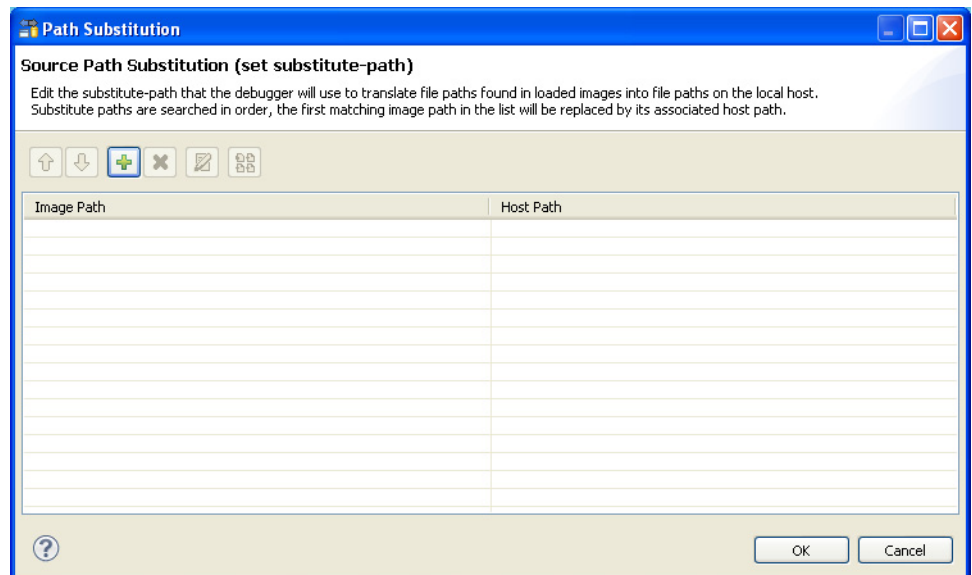 Path Substitution
Source Path Substitution (set substitute-path)
Edit the substitute-path that the debugger will use to translate file paths found in loaded images into file paths on the local host.
Substitute paths are searched in order, the first matching image path in the list will be replaced by its associated host path.
Image Path
Host Path
OK
Cancel